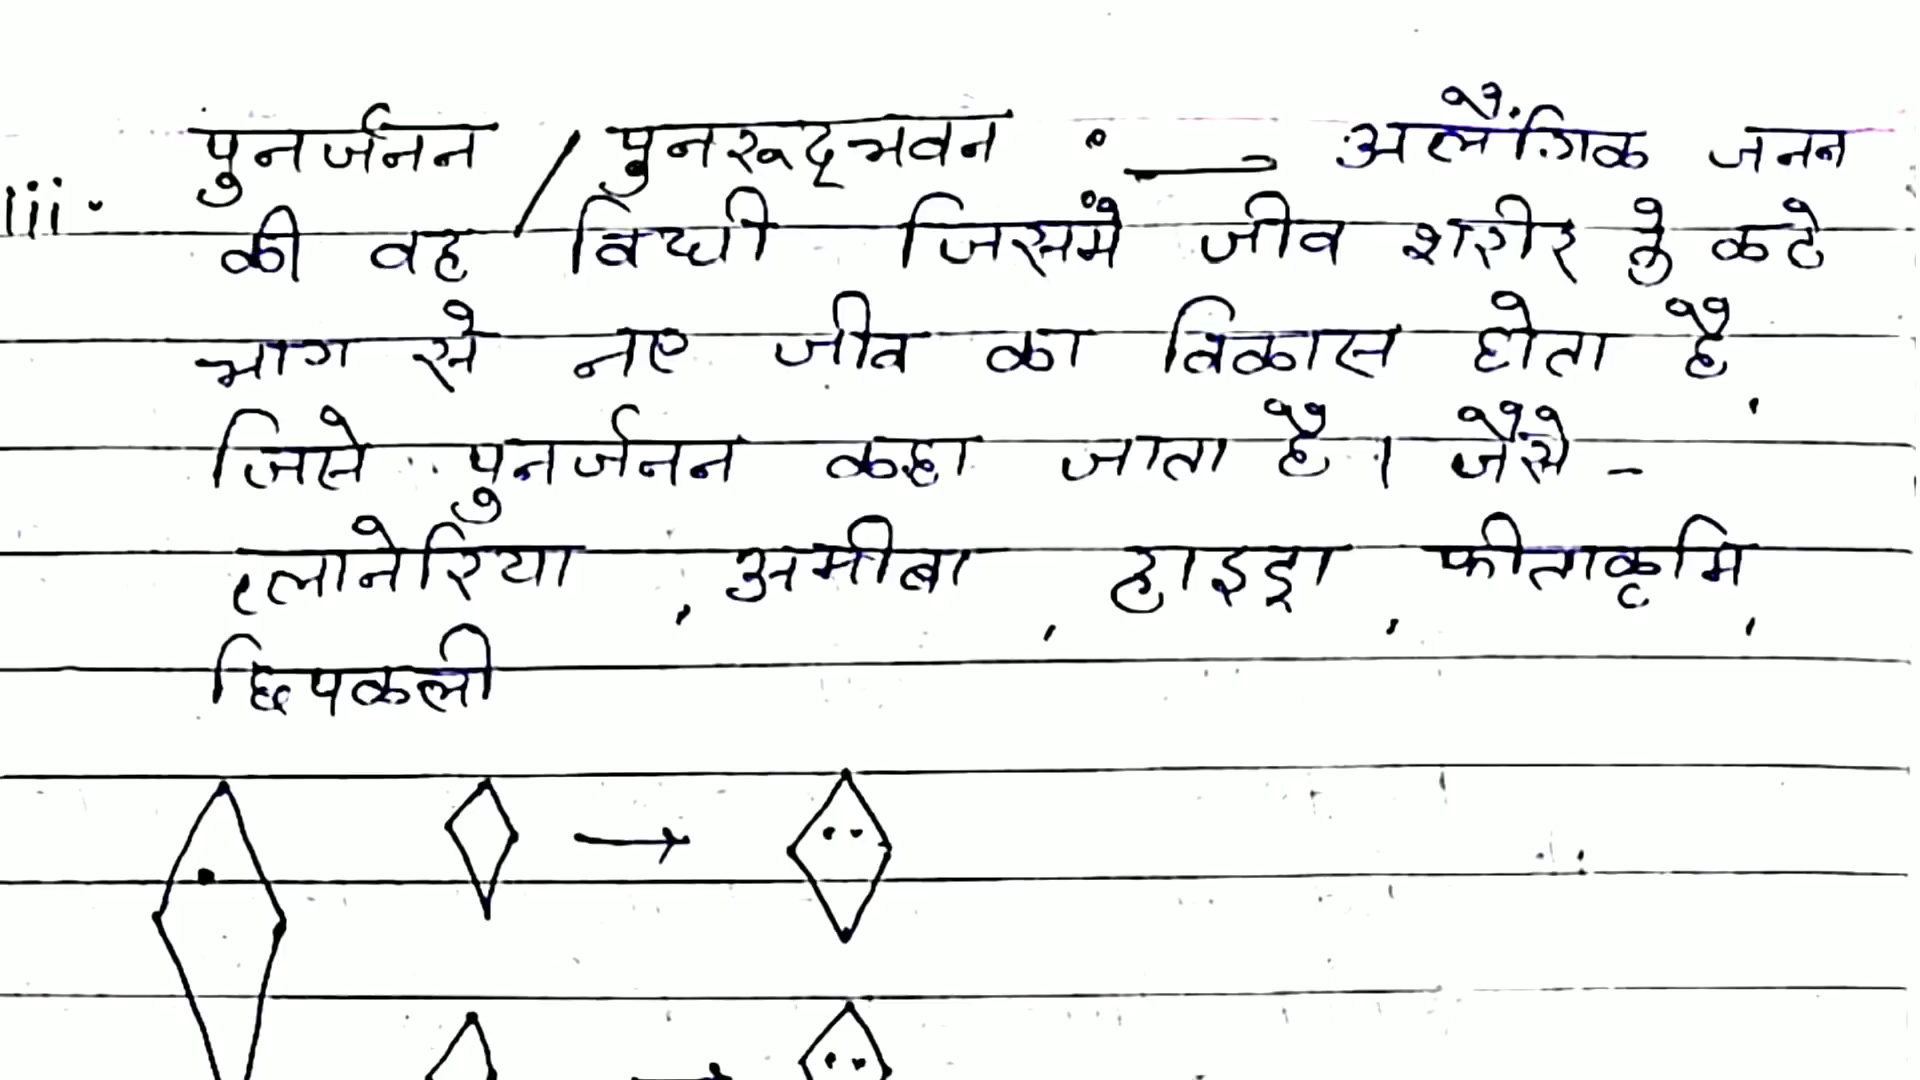 iii. पुनर्जनन / पुनरूद्भवन :— अलैंगिक जनन
की वह विधी जिसमें जीव शरीर के कटे
भाग से नए जीव का विकास होता है,
जिसे पुनर्जनन कहा जाता है। जैसे -
प्लानेरिया , अमीबा , हाइड्रा , फीताकृमि ,
छिपकली